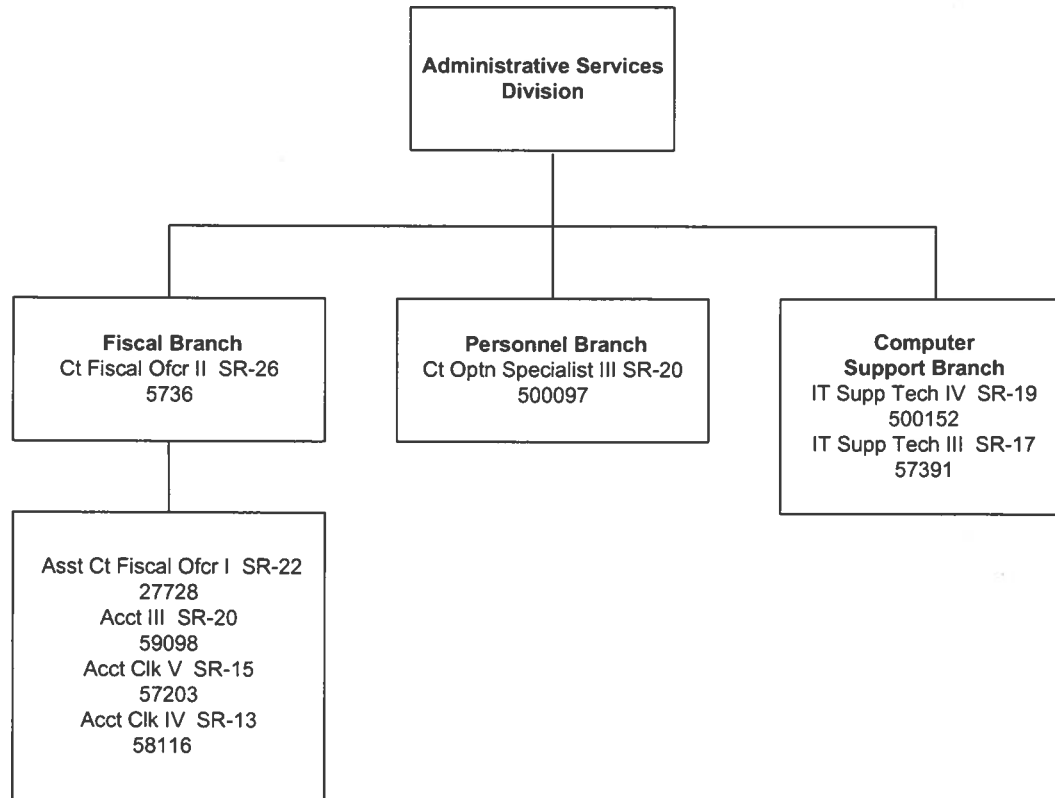 Administrative Services
Division
Fiscal Branch
Ct Fiscal Ofcr II SR-26
5736
Personnel Branch
Ct Optn Specialist III SR-20
500097
Computer
Support Branch
IT Supp Tech IV SR-19
500152
IT Supp Tech III SR-17
57391
Asst Ct Fiscal Ofcr I SR-22
27728
Acct III SR-20
59098
Acct Clk V SR-15
57203
Acct Clk IV SR-13
58116